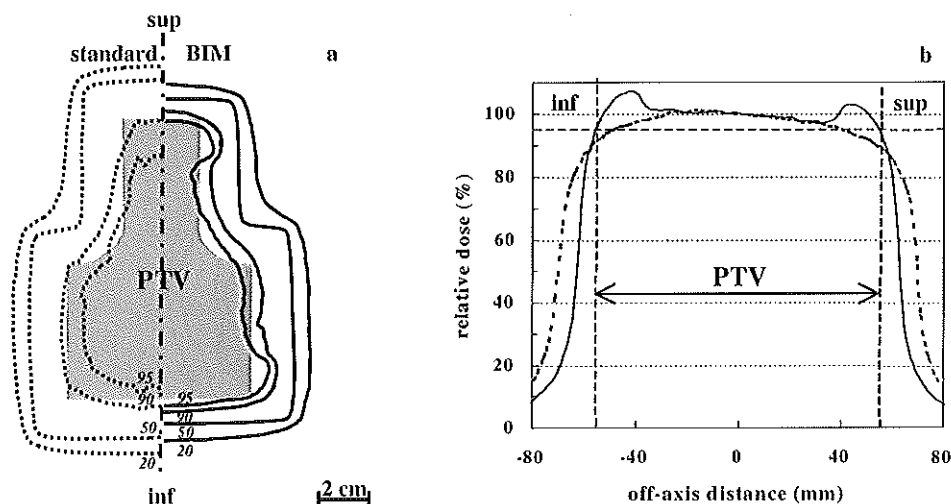 sup
standard BIM a
PTV
95 95
90 90
50 50
20 20
inf
2 cm
b
inf sup
PTV
relative dose (%)
100
80
60
40
20
0
-80 -40 0 40 80
off-axis distance (mm)